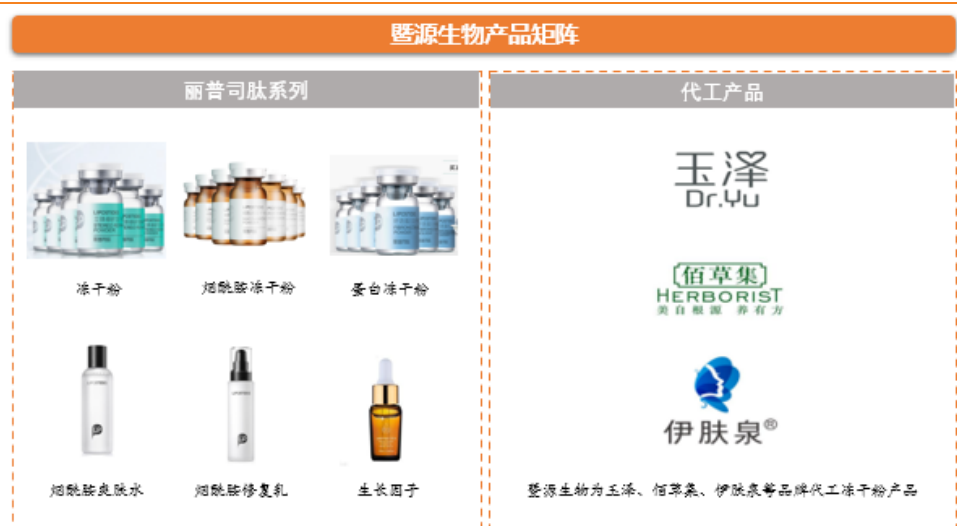 暨源生物产品矩阵
丽普司肽系列
冻干粉
烟酰胺冻干粉
蛋白冻干粉
烟酰胺爽肤水
烟酰胺修复乳
生长因子
代工产品
玉泽
Dr.Yu
佰草集
HERBORIST
美自根源 养有方
伊肤泉®
暨源生物为玉泽、佰草集、伊肤泉等品牌代工冻干粉产品